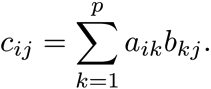 c_{ij} = \sum_{k=1}^{p} a_{ik} b_{kj}.